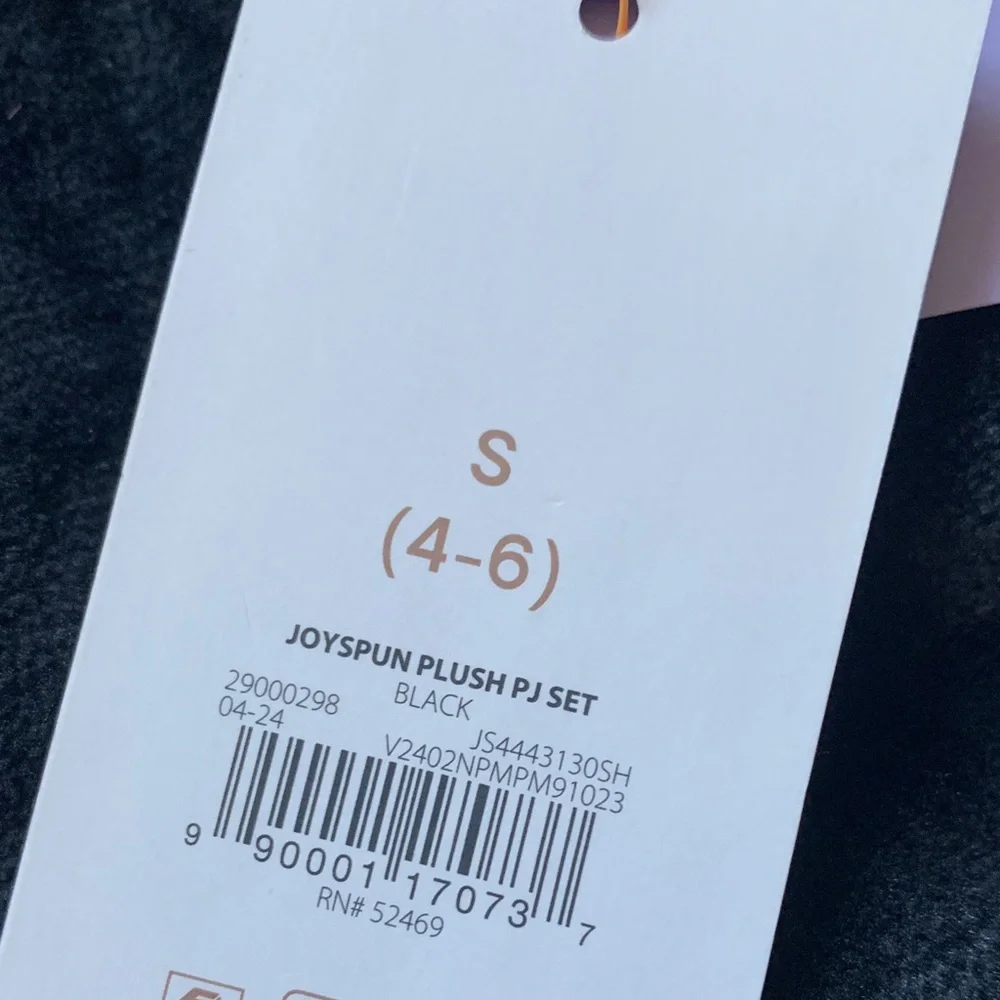 S
(4-6)
JOYSPUN PLUSH PJ SET
29000298 BLACK
04-24 JS4443130SH
V2402NPMPM91023
9 90001 17073 7
RN# 52469